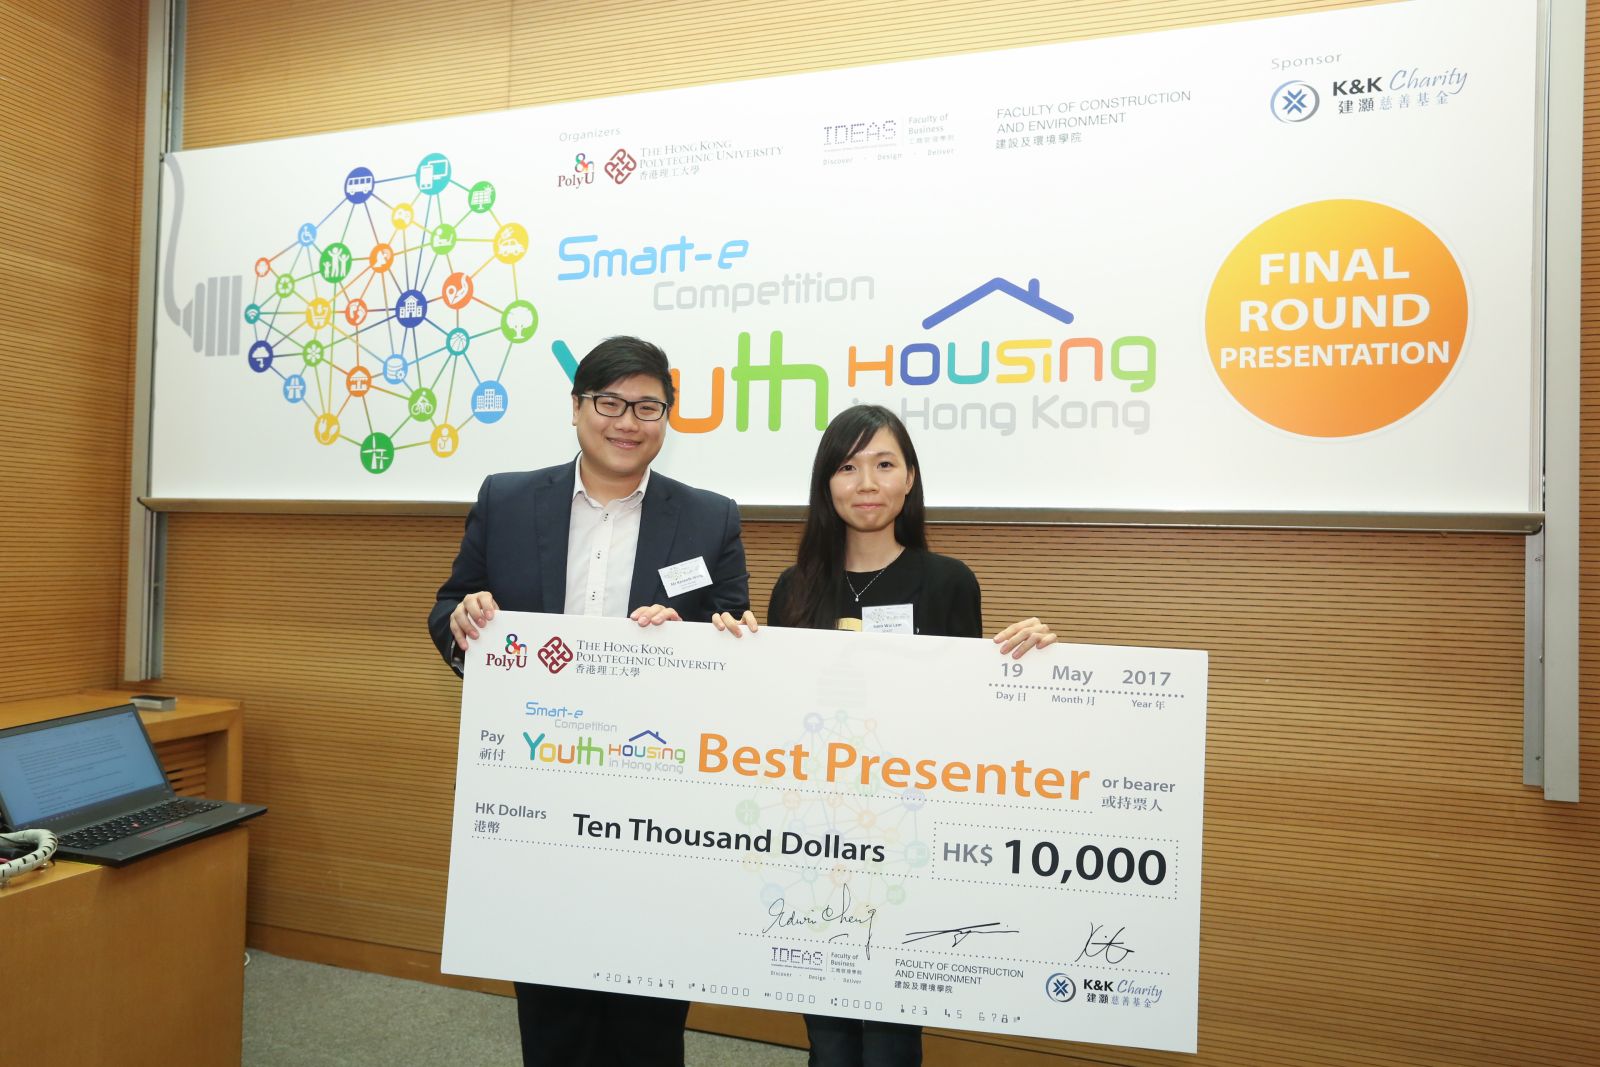 Organizers
PolyU
THE HONG KONG
POLYTECHNIC UNIVERSITY
香港理工大學
IDEAS
Faculty of
Business
工商管理學院
Discover - Design - Deliver
FACULTY OF CONSTRUCTION
AND ENVIRONMENT
建設及環境學院
Sponsor
K&K Charity
建灝慈善基金
Smart-e
Competition
Youth Housing
in Hong Kong
FINAL
ROUND
PRESENTATION
Wai Lam
PolyU
THE HONG KONG
POLYTECHNIC UNIVERSITY
香港理工大學
19 May 2017
Day 日 Month 月 Year 年
Smart-e
Competition
Pay
祈付
Youth Housing
in Hong Kong
Best Presenter
or bearer
或持票人
HK Dollars
港幣
Ten Thousand Dollars
HK$ 10,000
Edwin Cheng
IDEAS
Faculty of
Business
工商管理學院
Discover - Design - Deliver
FACULTY OF CONSTRUCTION
AND ENVIRONMENT
建設及環境學院
K&K Charity
建灝慈善基金
2017519 10000 0000 0000 123 45 678